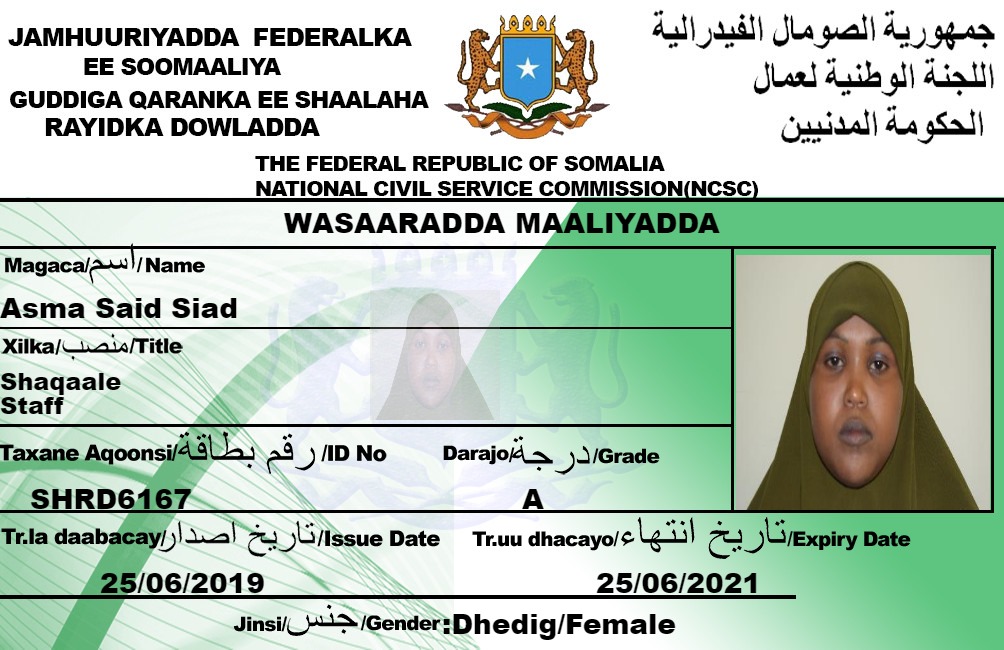 JAMHUURIYADDA FEDERALKA
EE SOOMAALIYA
GUDDIGA QARANKA EE SHAALAHA
RAYIDKA DOWLADDA
جمهورية الصومال الفيدرالية
اللجنة الوطنية لعمال
الحكومة المدنيين
THE FEDERAL REPUBLIC OF SOMALIA
NATIONAL CIVIL SERVICE COMMISSION(NCSC)
WASAARADDA MAALIYADDA
Magaca/اسم/Name
Asma Said Siad
Xilka/منصب/Title
Shaqaale
Staff
Taxane Aqoonsi/رقم بطاقة/ID No
Darajo/درجة/Grade
SHRD6167
A
Tr.la daabacay/تاريخ اصدار/Issue Date
Tr.uu dhacayo/تاريخ انتهاء/Expiry Date
25/06/2019
25/06/2021
Jinsi/جنس/Gender:Dhedig/Female